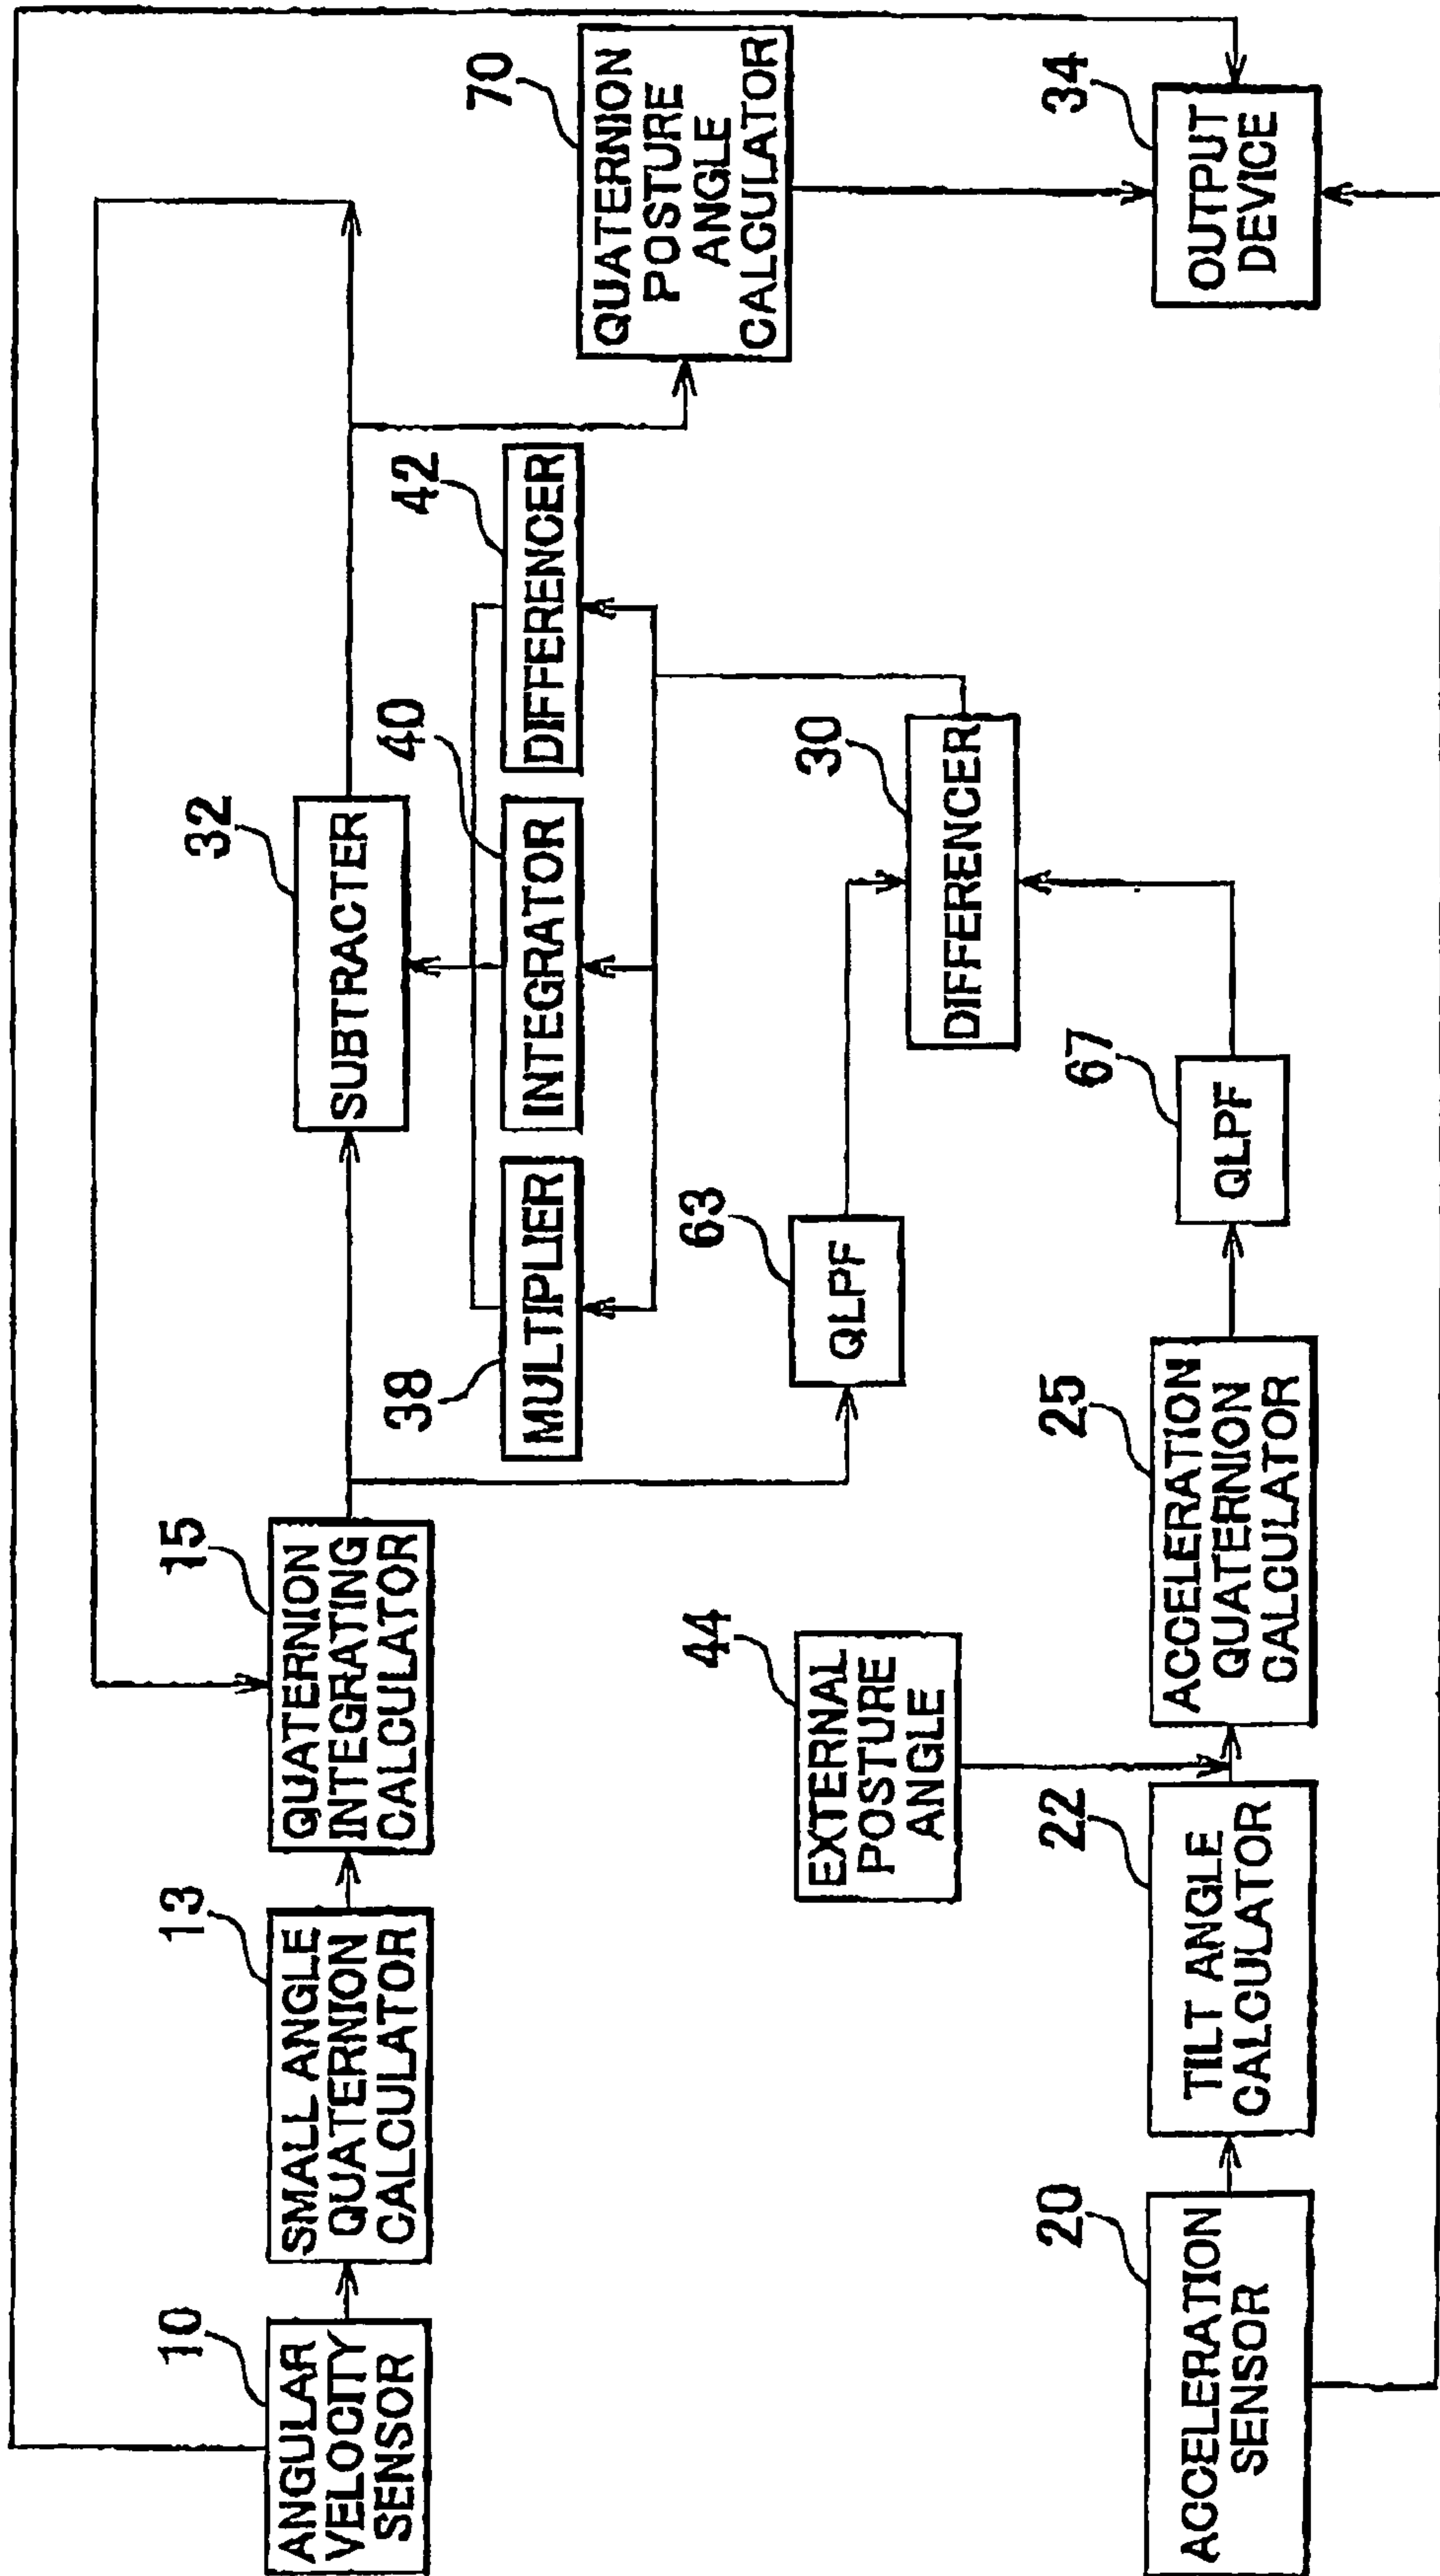 10
ANGULAR
VELOCITY
SENSOR
13
SMALL ANGLE
QUATERNION
CALCULATOR
15
QUATERNION
INTEGRATING
CALCULATOR
32
SUBTRACTER
38
MULTIPLIER
40
INTEGRATOR
42
DIFFERENCER
70
QUATERNION
POSTURE
ANGLE
CALCULATOR
44
EXTERNAL
POSTURE
ANGLE
63
QLPF
30
DIFFERENCER
20
ACCELERATION
SENSOR
22
TILT ANGLE
CALCULATOR
25
ACCELERATION
QUATERNION
CALCULATOR
67
QLPF
34
OUTPUT
DEVICE